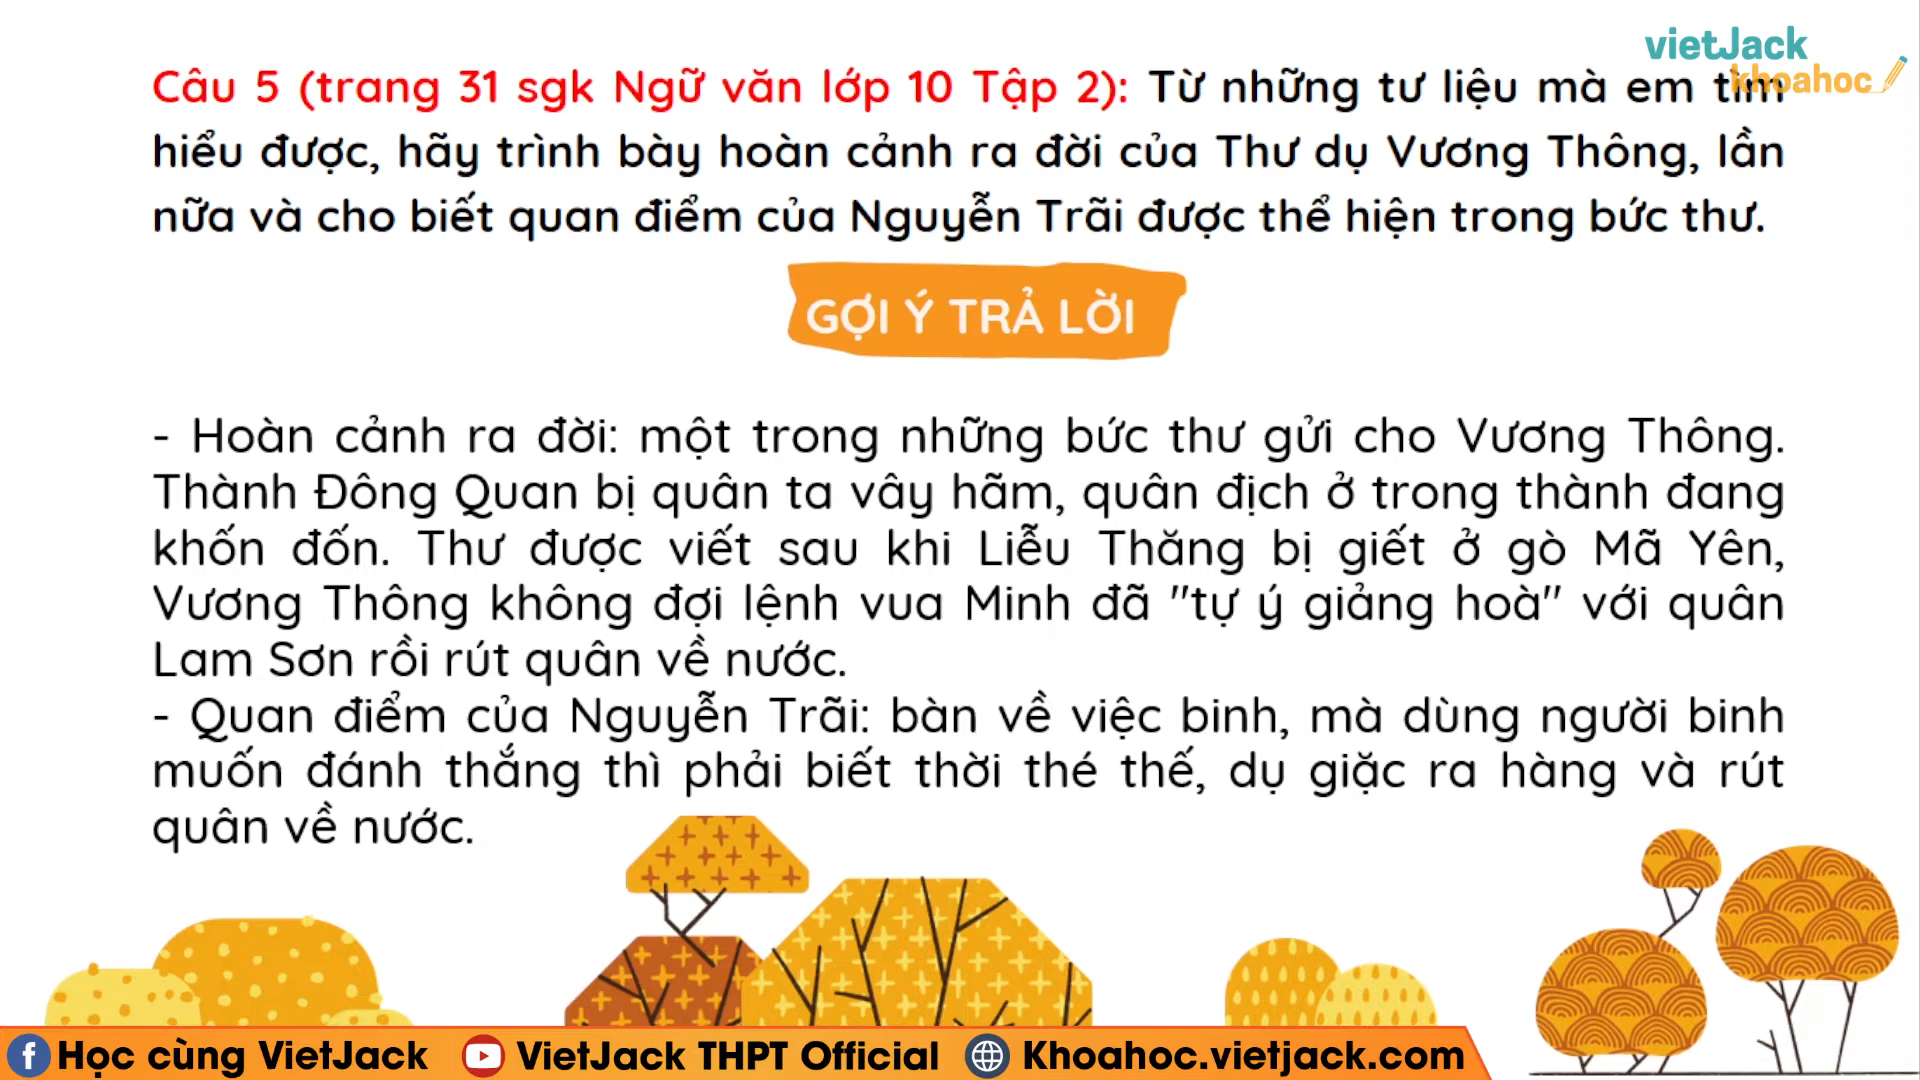 vietJack
khoahoc
Câu 5 (trang 31 sgk Ngữ văn lớp 10 Tập 2): Từ những tư liệu mà em tìm
hiểu được, hãy trình bày hoàn cảnh ra đời của Thư dụ Vương Thông, lần
nữa và cho biết quan điểm của Nguyễn Trãi được thể hiện trong bức thư.
GỢI Ý TRẢ LỜI
- Hoàn cảnh ra đời: một trong những bức thư gửi cho Vương Thông.
Thành Đông Quan bị quân ta vây hãm, quân địch ở trong thành đang
khốn đốn. Thư được viết sau khi Liễu Thăng bị giết ở gò Mã Yên,
Vương Thông không đợi lệnh vua Minh đã "tự ý giảng hoà" với quân
Lam Sơn rồi rút quân về nước.
- Quan điểm của Nguyễn Trãi: bàn về việc binh, mà dùng người binh
muốn đánh thắng thì phải biết thời thé thế, dụ giặc ra hàng và rút
quân về nước.
Học cùng VietJack VietJack THPT Official Khoahoc.vietjack.com